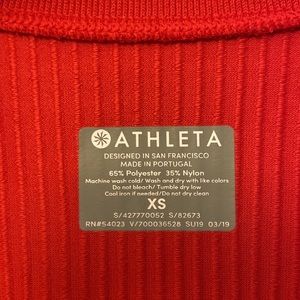 ATHLETA
DESIGNED IN SAN FRANCISCO
MADE IN PORTUGAL
65% Polyester 35% Nylon
Machine wash cold/ Wash and dry with like colors
Do not bleach/ Tumble dry low
Cool iron if needed/ Do not dry clean
XS
S/427770052 S/82673
RN#54023 V/700036528 SU19 03/19